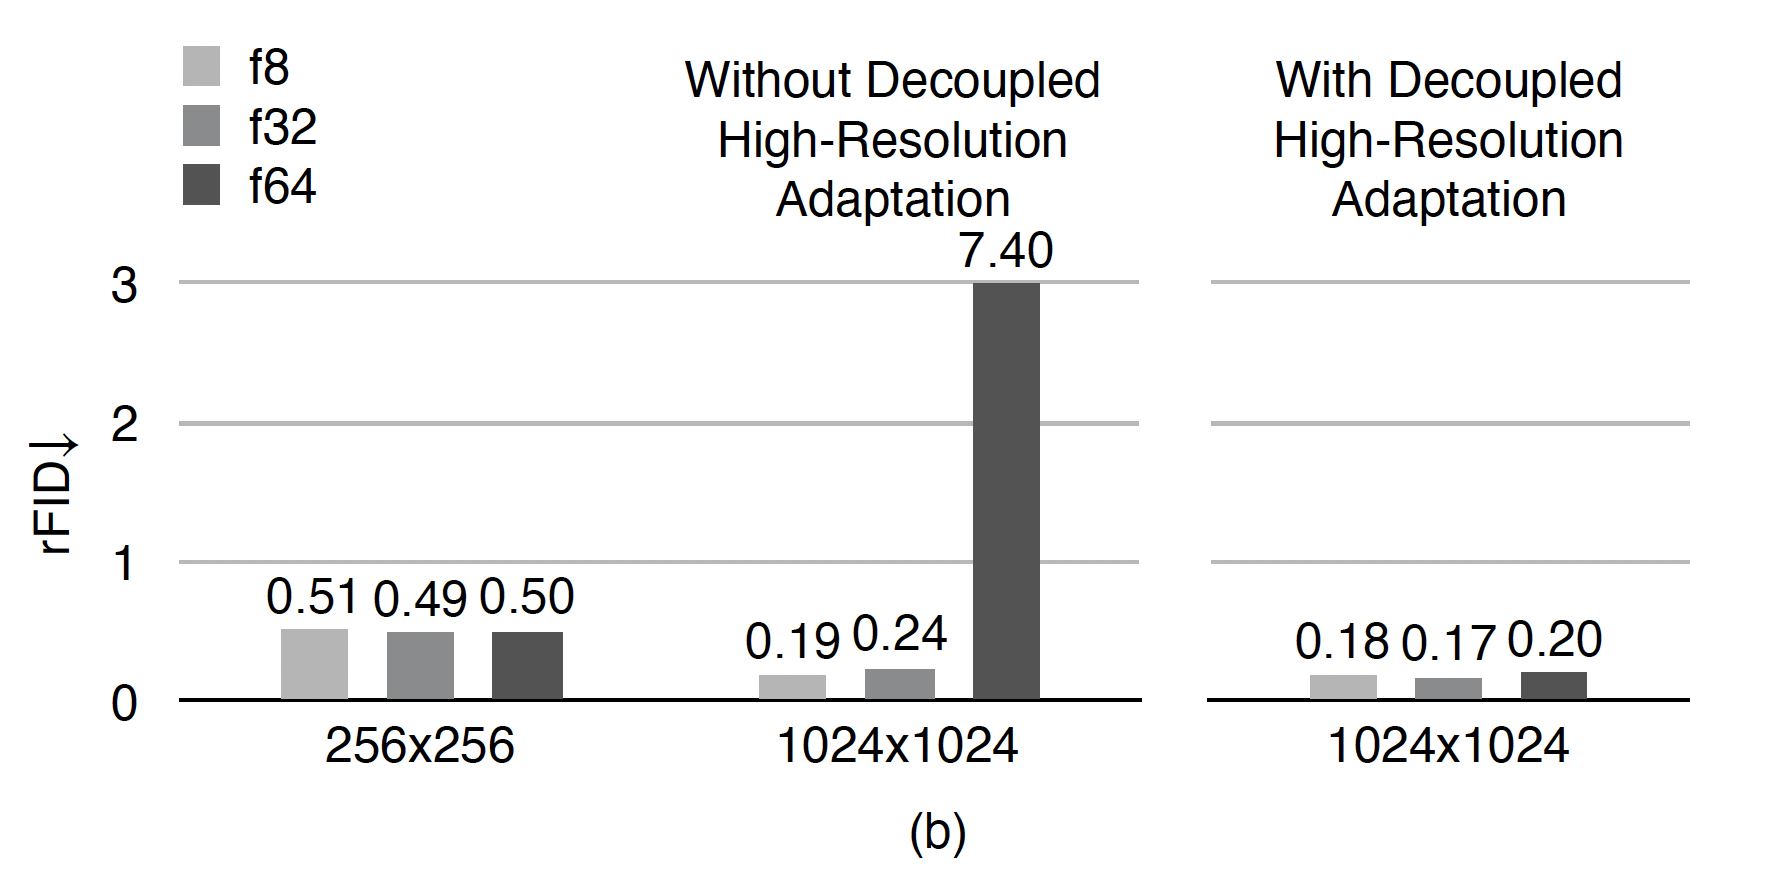 f8
f32
f64
Without Decoupled
High-Resolution
Adaptation
With Decoupled
High-Resolution
Adaptation
rFID↓
3
2
1
0
0.51 0.49 0.50
0.19 0.24 7.40
0.18 0.17 0.20
256x256
1024x1024
1024x1024
(b)